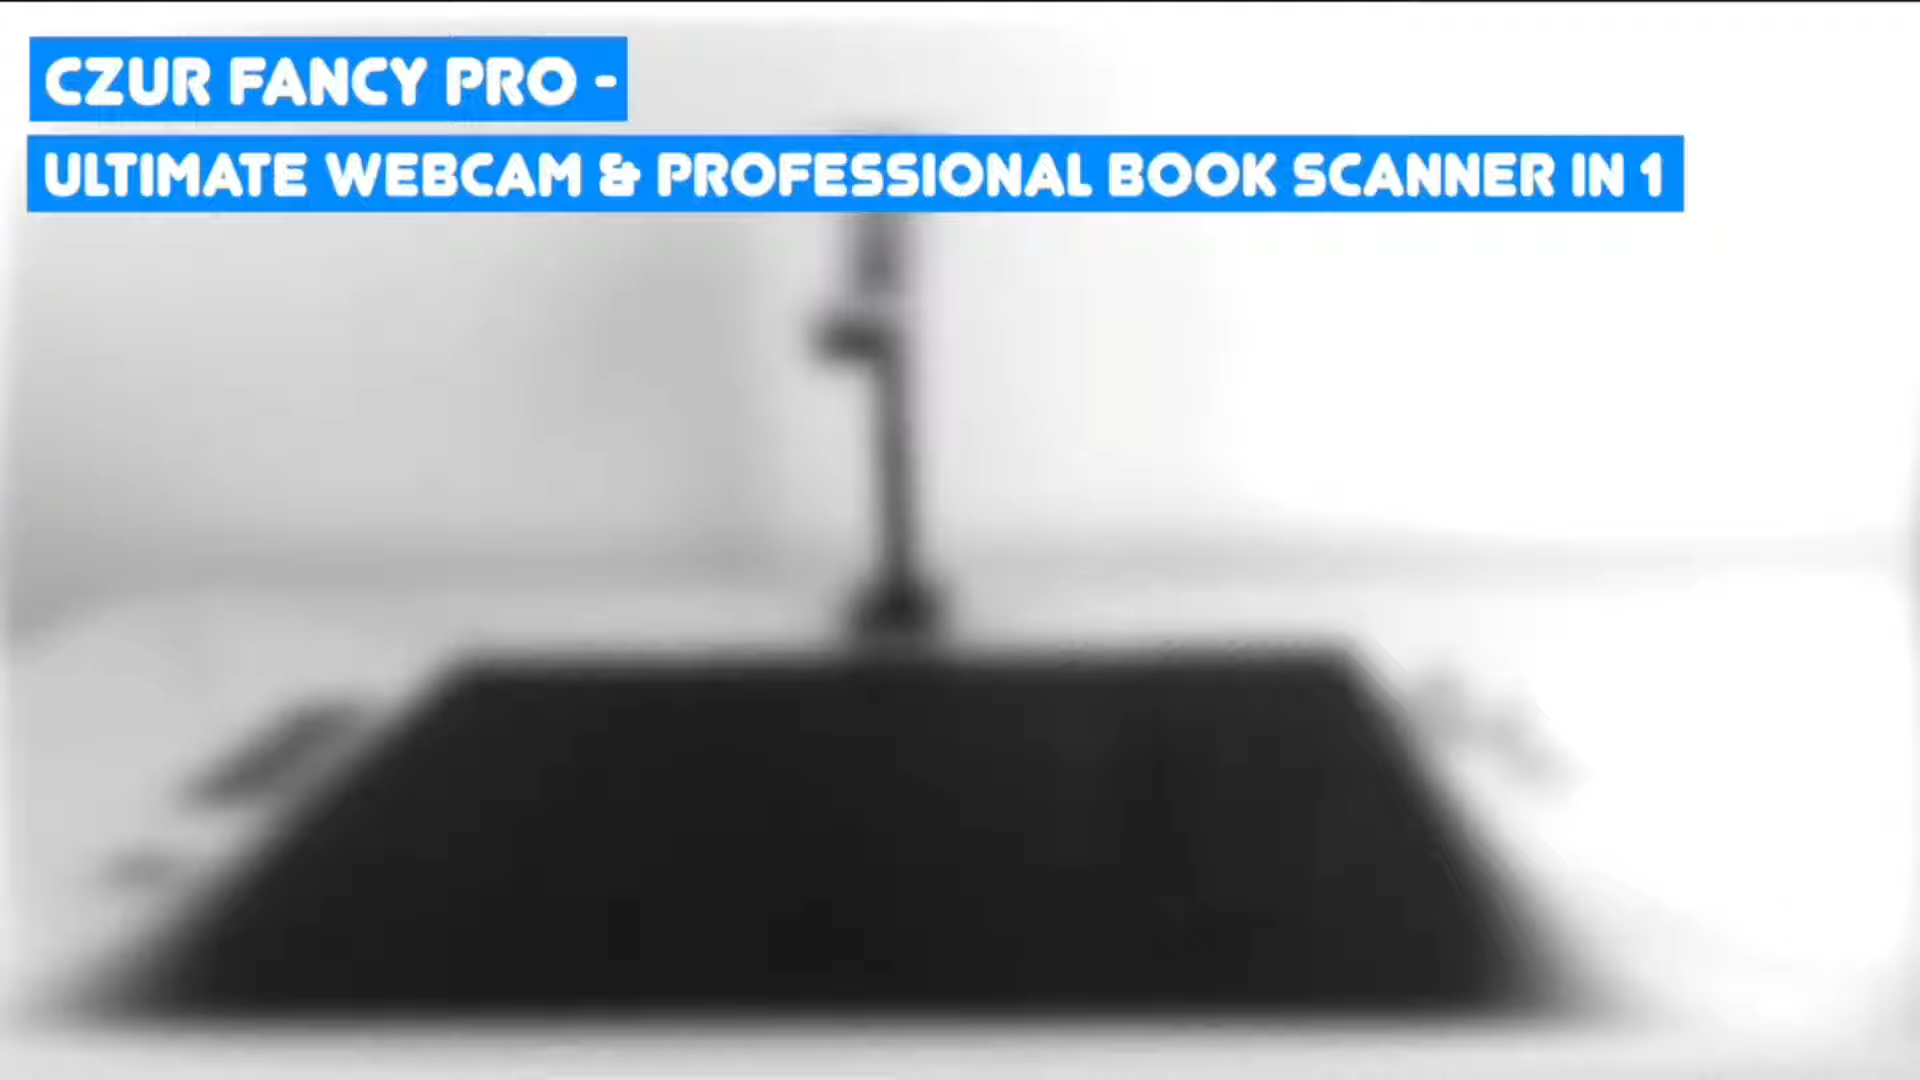 CZUR FANCY PRO -
ULTIMATE WEBCAM & PROFESSIONAL BOOK SCANNER IN 1